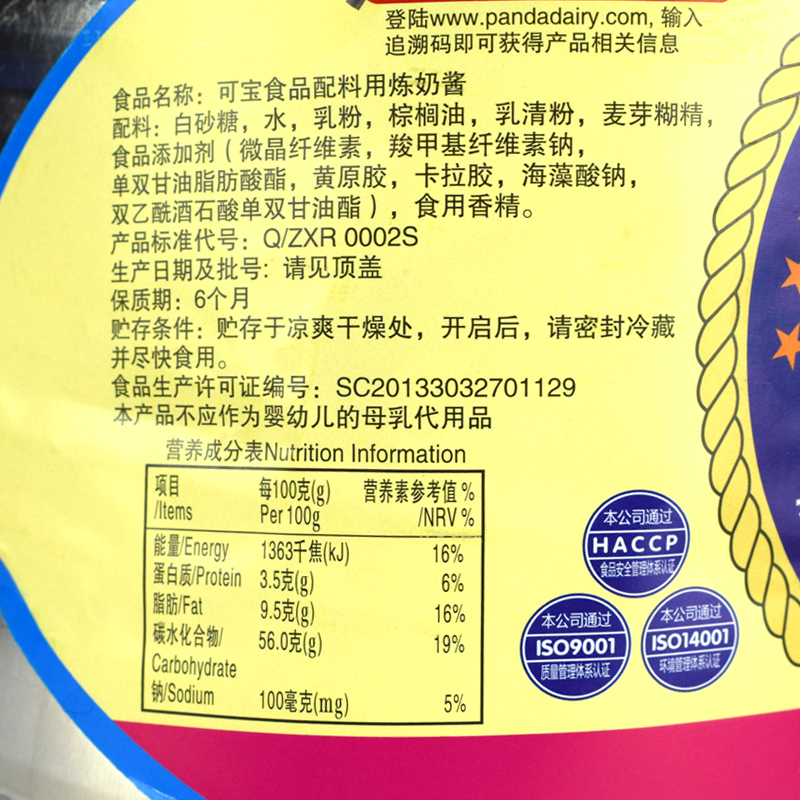 登陆www.pandadairy.com, 输入
追溯码即可获得产品相关信息
食品名称：可宝食品配料用炼奶酱
配料：白砂糖，水，乳粉，棕榈油，乳清粉，麦芽糊精，
食品添加剂（微晶纤维素，羧甲基纤维素钠，
单双甘油脂肪酸酯，黄原胶，卡拉胶，海藻酸钠，
双乙酰酒石酸单双甘油酯），食用香精。
产品标准代号：Q/ZXR 0002S
生产日期及批号：请见顶盖
保质期：6个月
贮存条件：贮存于凉爽干燥处，开启后，请密封冷藏
并尽快食用。
食品生产许可证编号：SC20133032701129
本产品不应作为婴幼儿的母乳代用品
营养成分表Nutrition Information
项目 每100克(g) 营养素参考值 %
/Items Per 100g /NRV %
能量/Energy 1363千焦(kJ) 16%
蛋白质/Protein 3.5克(g) 6%
脂肪/Fat 9.5克(g) 16%
碳水化合物/ 56.0克(g) 19%
Carbohydrate
钠/Sodium 100毫克(mg) 5%
本公司通过
HACCP
食品安全管理体系认证
本公司通过
ISO9001
质量管理体系认证
本公司通过
ISO14001
环境管理体系认证